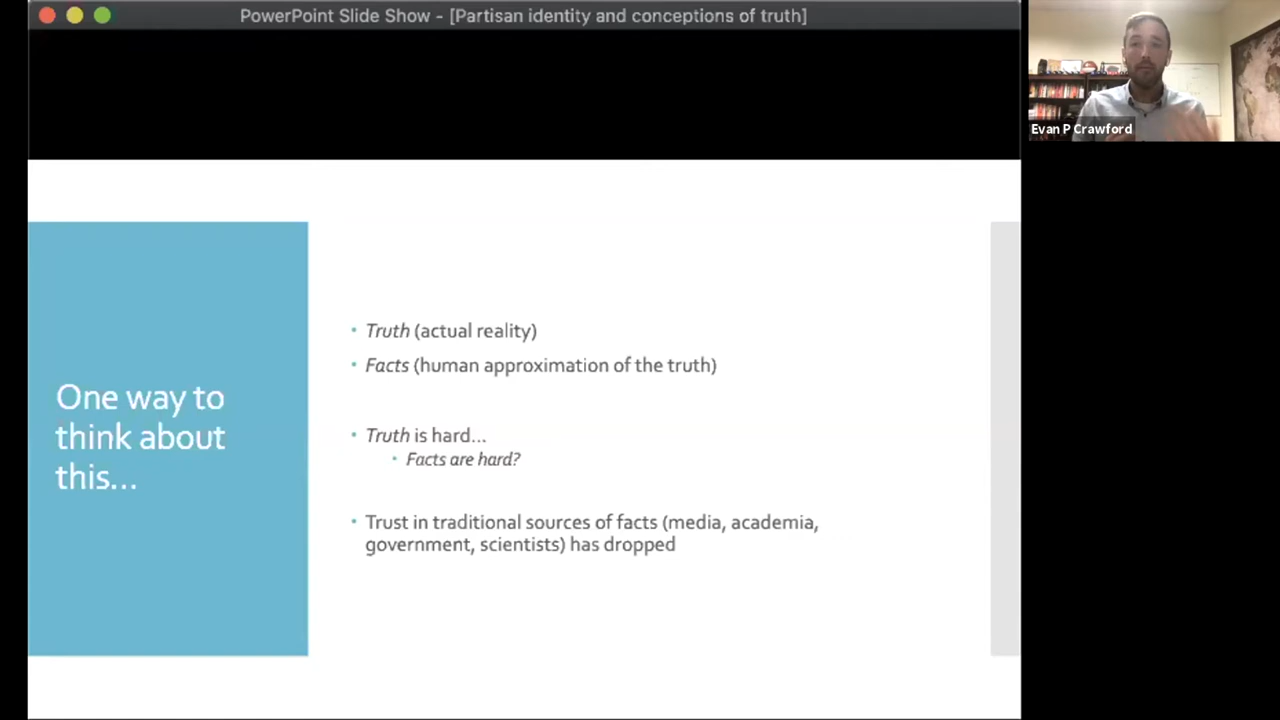 PowerPoint Slide Show - [Partisan identity and conceptions of truth]
Evan P Crawford
One way to
think about
this...
• Truth (actual reality)
• Facts (human approximation of the truth)
• Truth is hard...
• Facts are hard?
• Trust in traditional sources of facts (media, academia,
government, scientists) has dropped